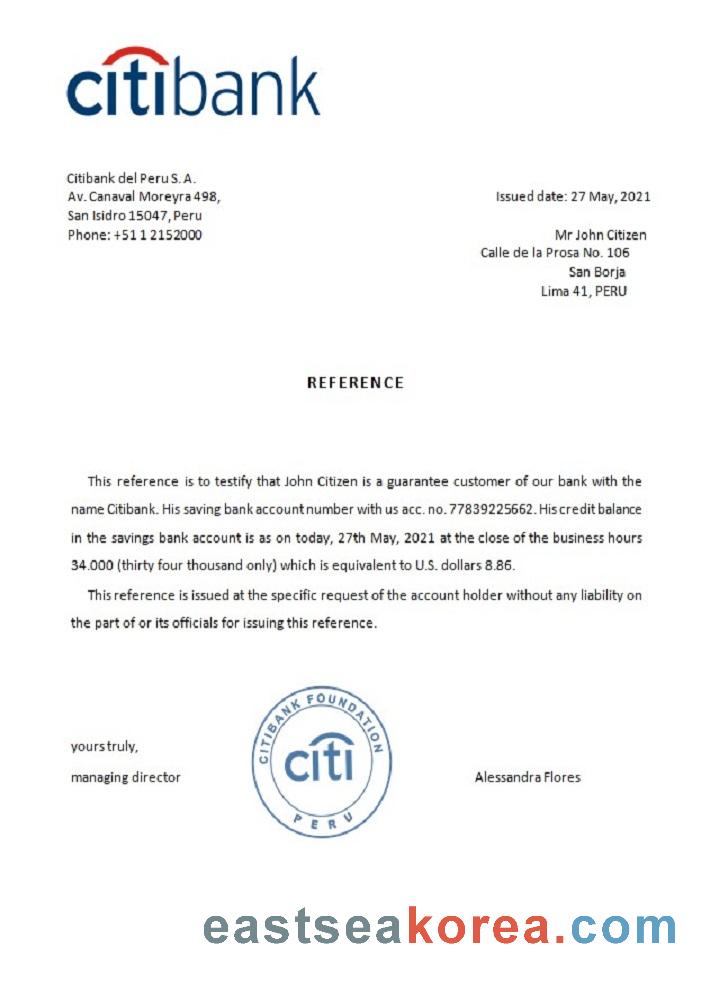 citibank
Citibank del Peru S. A.
Av. Canaval Moreyra 498,
San Isidro 15047, Peru
Phone: +51 1 2152000
Issued date: 27 May, 2021
Mr John Citizen
Calle de la Prosa No. 106
San Borja
Lima 41, PERU
REFERENCE
This reference is to testify that John Citizen is a guarantee customer of our bank with the
name Citibank. His saving bank account number with us acc. no. 77839225662. His credit balance
in the savings bank account is as on today, 27th May, 2021 at the close of the business hours
34.000 (thirty four thousand only) which is equivalent to U.S. dollars 8.86.
This reference is issued at the specific request of the account holder without any liability on
the part of or its officials for issuing this reference.
yours truly,
managing director
CITIBANK FOUNDATION
citi
PERU
Alessandra Flores
eastseakorea.com